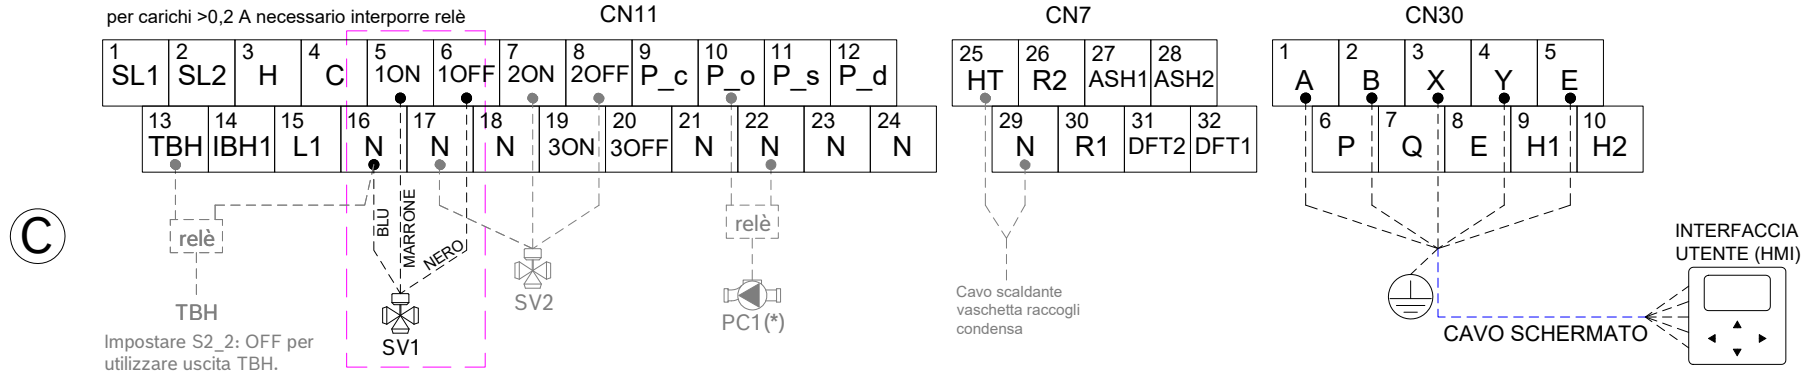 per carichi >0,2 A necessario interporre relè
CN11
CN7
CN30
1 SL1 2 SL2 3 H 4 C 5 1ON 6 1OFF 7 2ON 8 2OFF 9 P_c 10 P_o 11 P_s 12 P_d
13 TBH 14 IBH1 15 L1 16 N 17 N 18 N 19 3ON 20 3OFF 21 N 22 N 23 N 24 N
25 HT 26 R2 27 ASH1 28 ASH2
29 N 30 R1 31 DFT2 32 DFT1
1 A 2 B 3 X 4 Y 5 E
6 P 7 Q 8 E 9 H1 10 H2
C
relè
TBH
Impostare S2_2: OFF per
utilizzare uscita TBH.
BLU
MARRONE
NERO
SV1
SV2
relè
PC1(*)
Cavo scaldante
vaschetta raccogli
condensa
CAVO SCHERMATO
INTERFACCIA
UTENTE (HMI)